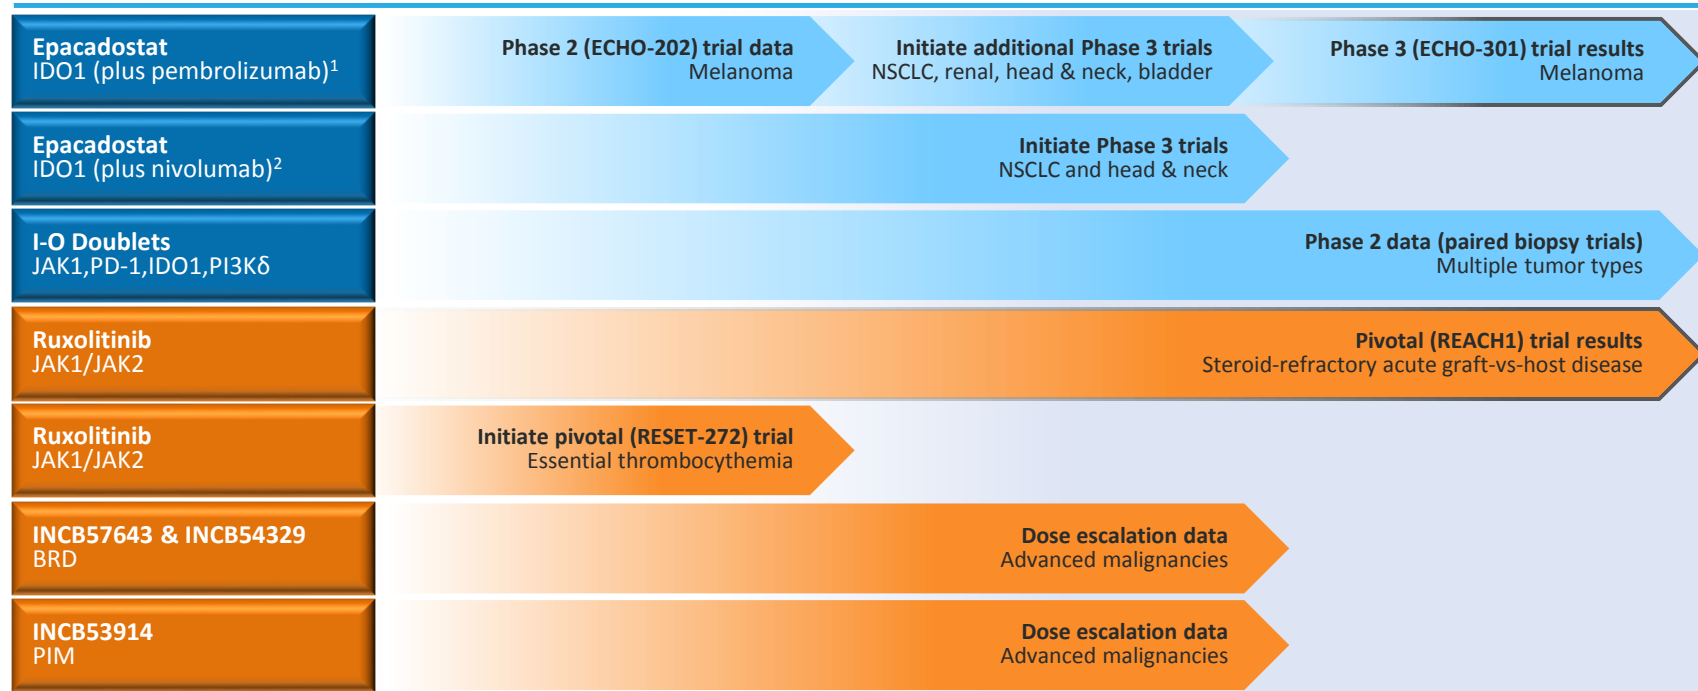 Epacadostat
IDO1 (plus pembrolizumab)1
Phase 2 (ECHO-202) trial data
Melanoma
Initiate additional Phase 3 trials
NSCLC, renal, head & neck, bladder
Phase 3 (ECHO-301) trial results
Melanoma
Epacadostat
IDO1 (plus nivolumab)2
Initiate Phase 3 trials
NSCLC and head & neck
I-O Doublets
JAK1,PD-1,IDO1,PI3Kδ
Phase 2 data (paired biopsy trials)
Multiple tumor types
Ruxolitinib
JAK1/JAK2
Pivotal (REACH1) trial results
Steroid-refractory acute graft-vs-host disease
Ruxolitinib
JAK1/JAK2
Initiate pivotal (RESET-272) trial
Essential thrombocythemia
INCB57643 & INCB54329
BRD
Dose escalation data
Advanced malignancies
INCB53914
PIM
Dose escalation data
Advanced malignancies